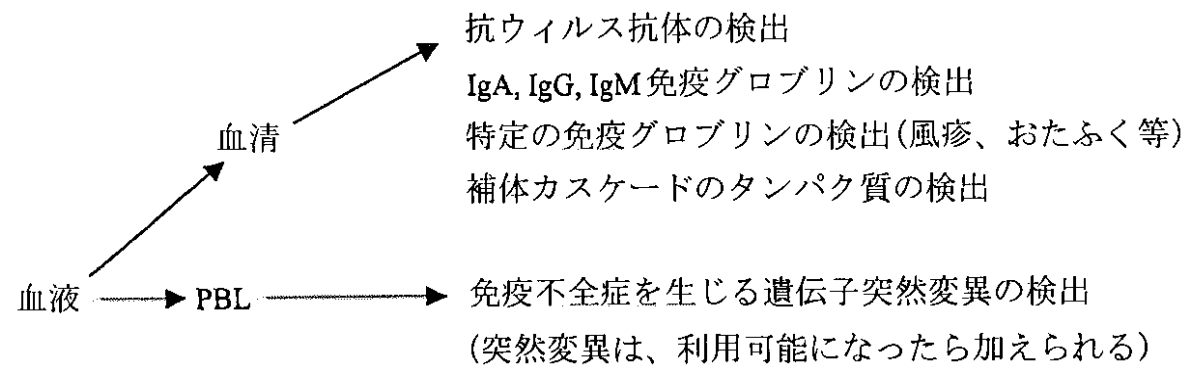 抗ウィルス抗体の検出
IgA, IgG, IgM免疫グロブリンの検出
血清
特定の免疫グロブリンの検出(風疹、おたふく等)
補体カスケードのタンパク質の検出
血液 PBL 免疫不全症を生じる遺伝子突然変異の検出
(突然変異は、利用可能になったら加えられる)